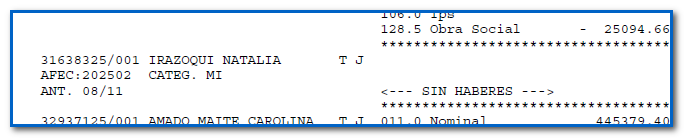 106.0 Ips
128.5 Obra Social - 25094.66
***********************************
31638325/001 IRAZOQUI NATALIA T J
AFEC:202502 CATEG. MI
ANT. 08/11 <--- SIN HABERES --->
***********************************
32937125/001 AMADO MAITE CAROLINA T J 011.0 Nominal 445379.40